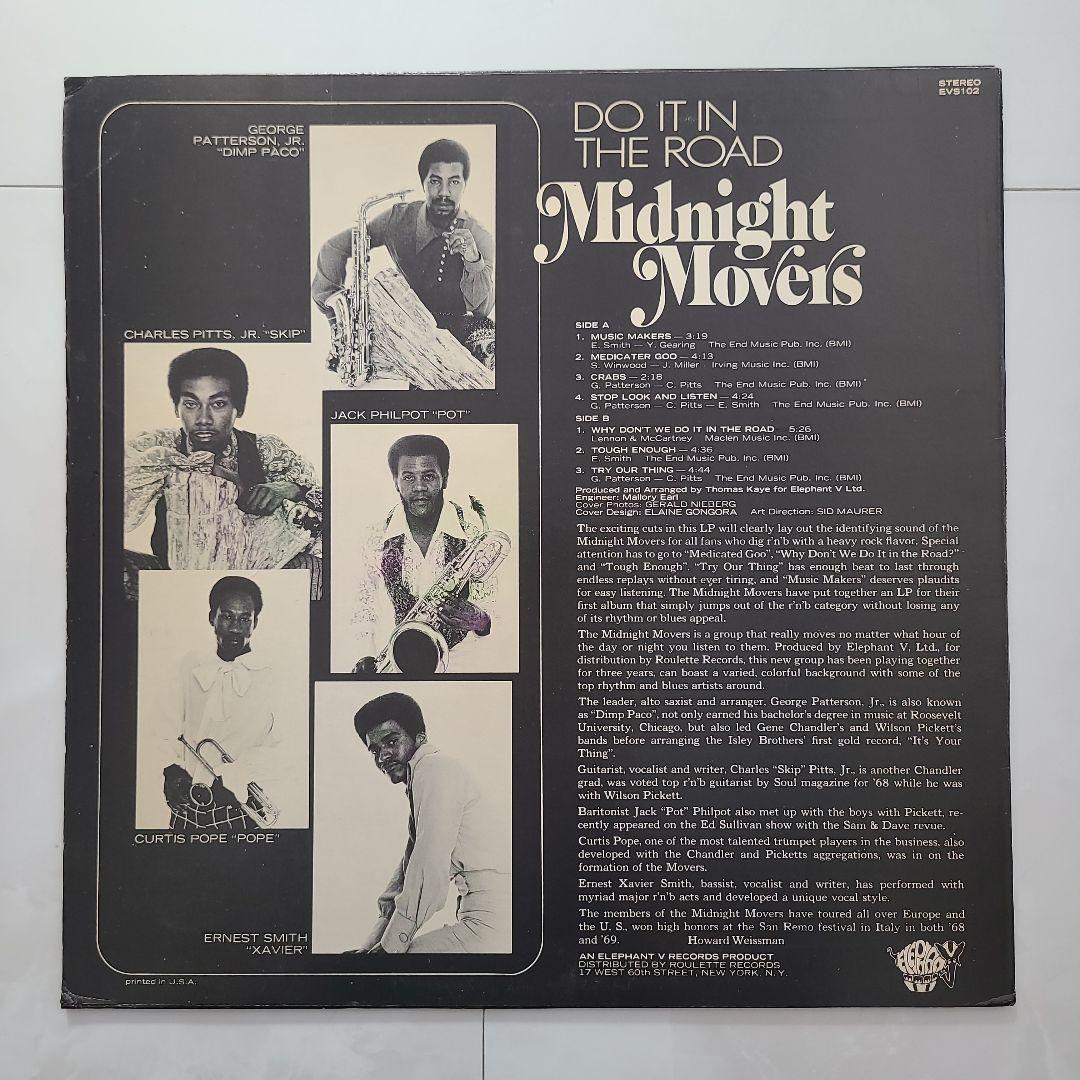 STEREO
EVS102
GEORGE
PATTERSON, JR.
"DIMP PACO"
CHARLES PITTS, JR. "SKIP"
JACK PHILPOT "POT"
CURTIS POPE "POPE"
ERNEST SMITH
"XAVIER"
printed in U.S.A.
DO IT IN
THE ROAD
Midnight
Movers
SIDE A
1. MUSIC MAKERS — 3:19
E. Smith — Y. Gearing The End Music Pub. Inc. (BMI)
2. MEDICATER GOO — 4:13
S. Winwood — J. Miller Irving Music Inc. (BMI)
3. CRABS — 2:18
G. Patterson — C. Pitts The End Music Pub. Inc. (BMI)
4. STOP LOOK AND LISTEN — 4:24
G. Patterson — C. Pitts — E. Smith The End Music Pub. Inc. (BMI)
SIDE B
1. WHY DON'T WE DO IT IN THE ROAD 5:26
Lennon & McCartney Maclen Music Inc. (BMI)
2. TOUGH ENOUGH — 4:36
E. Smith The End Music Pub. Inc. (BMI)
3. TRY OUR THING — 4:44
G. Patterson — C. Pitts The End Music Pub. Inc. (BMI)
Produced and Arranged by Thomas Kaye for Elephant V Ltd.
Engineer: Mallory Earl
Cover Photos: GERALD NIEBERG
Cover Design: ELAINE GONGORA Art Direction: SID MAURER
The exciting cuts in this LP will clearly lay out the identifying sound of the
Midnight Movers for all fans who dig r'n'b with a heavy rock flavor. Special
attention has to go to "Medicated Goo", "Why Don't We Do It in the Road?"
and "Tough Enough". "Try Our Thing" has enough beat to last through
endless replays without ever tiring, and "Music Makers" deserves plaudits
for easy listening. The Midnight Movers have put together an LP for their
first album that simply jumps out of the r'n'b category without losing any
of its rhythm or blues appeal.
The Midnight Movers is a group that really moves no matter what hour of
the day or night you listen to them. Produced by Elephant V, Ltd., for
distribution by Roulette Records, this new group has been playing together
for three years, can boast a varied, colorful background with some of the
top rhythm and blues artists around.
The leader, alto saxist and arranger, George Patterson, Jr., is also known
as "Dimp Paco", not only earned his bachelor's degree in music at Roosevelt
University, Chicago, but also led Gene Chandler's and Wilson Pickett's
bands before arranging the Isley Brothers' first gold record, "It's Your
Thing".
Guitarist, vocalist and writer, Charles "Skip" Pitts, Jr., is another Chandler
grad, was voted top r'n'b guitarist by Soul magazine for '68 while he was
with Wilson Pickett.
Baritonist Jack "Pot" Philpot also met up with the boys with Pickett, re-
cently appeared on the Ed Sullivan show with the Sam & Dave revue.
Curtis Pope, one of the most talented trumpet players in the business, also
developed with the Chandler and Picketts aggregations, was in on the
formation of the Movers.
Ernest Xavier Smith, bassist, vocalist and writer, has performed with
myriad major r'n'b acts and developed a unique vocal style.
The members of the Midnight Movers have toured all over Europe and
the U. S., won high honors at the San Remo festival in Italy in both '68
and '69. Howard Weissman
AN ELEPHANT V RECORDS PRODUCT
DISTRIBUTED BY ROULETTE RECORDS
17 WEST 60th STREET, NEW YORK, N.Y.